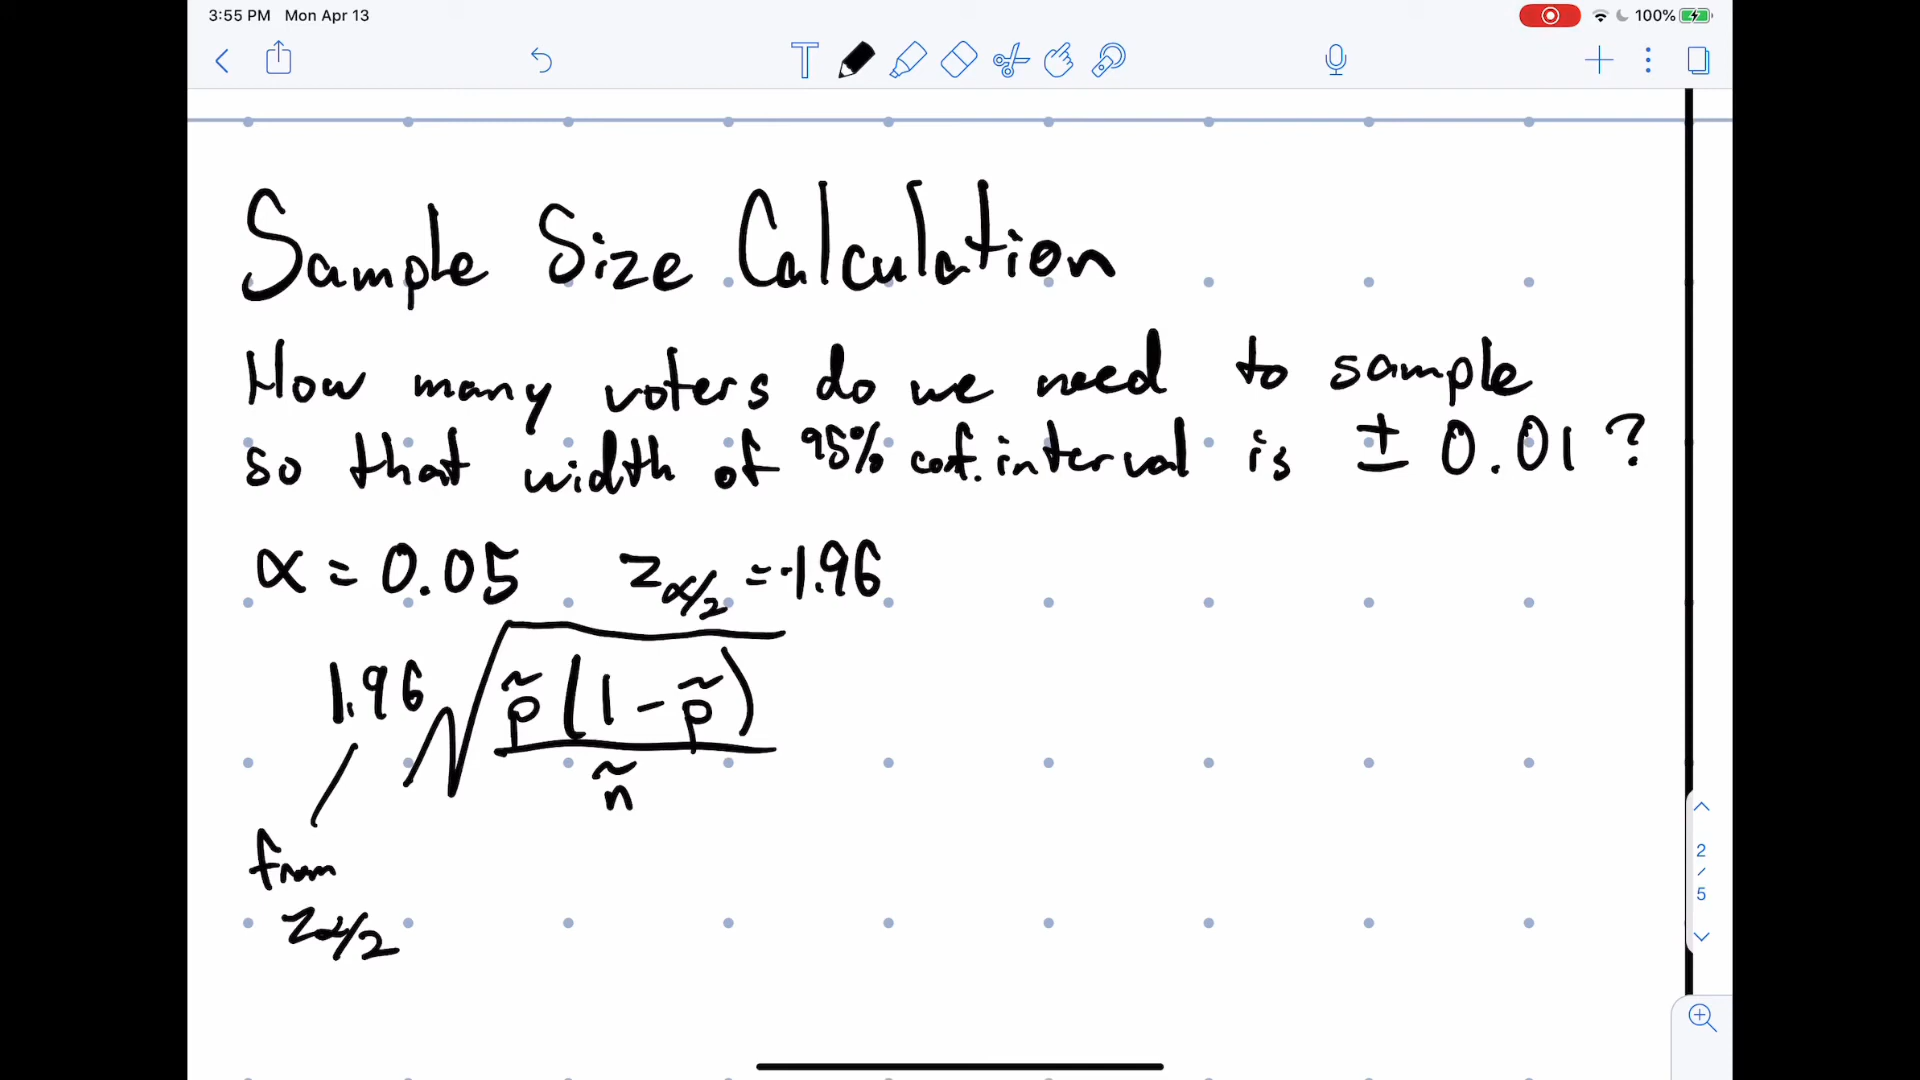 3:55 PM Mon Apr 13 100%
T
Sample Size Calculation
How many voters do we need to sample
so that width of 95% conf. interval is ± 0.01 ?
α = 0.05 z_{α/2} = -1.96
1.96 √(p̃(1 - p̃) / ñ)
from
z_{α/2}
2 / 5